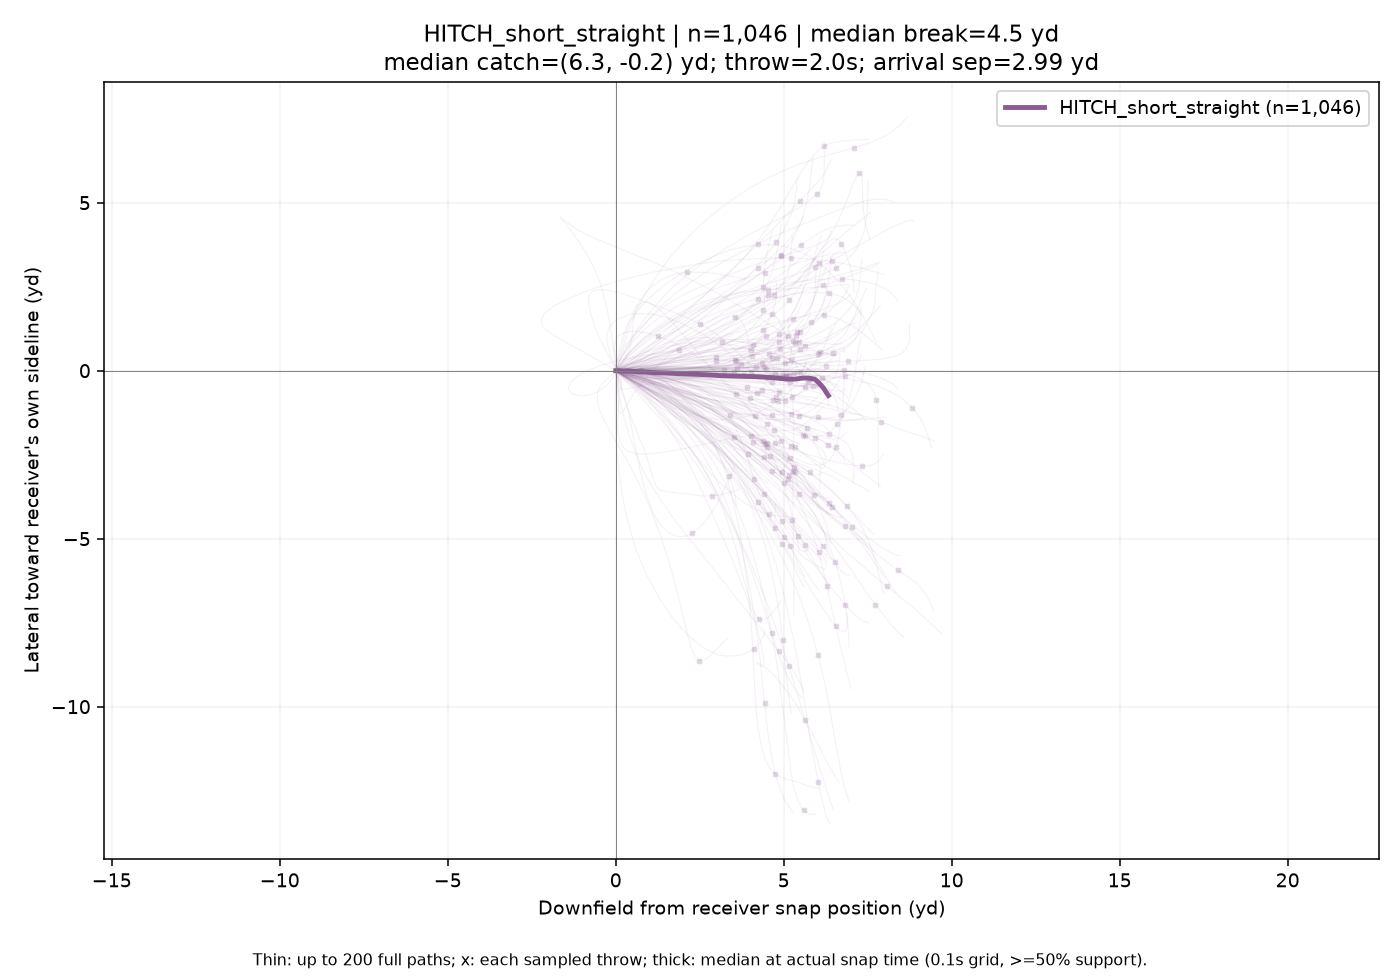 HITCH_short_straight | n=1,046 | median break=4.5 yd
median catch=(6.3, -0.2) yd; throw=2.0s; arrival sep=2.99 yd
HITCH_short_straight (n=1,046)
Lateral toward receiver's own sideline (yd)
5
0
−5
−10
−15
−10
−5
0
5
10
15
20
Downfield from receiver snap position (yd)
Thin: up to 200 full paths; x: each sampled throw; thick: median at actual snap time (0.1s grid, >=50% support).